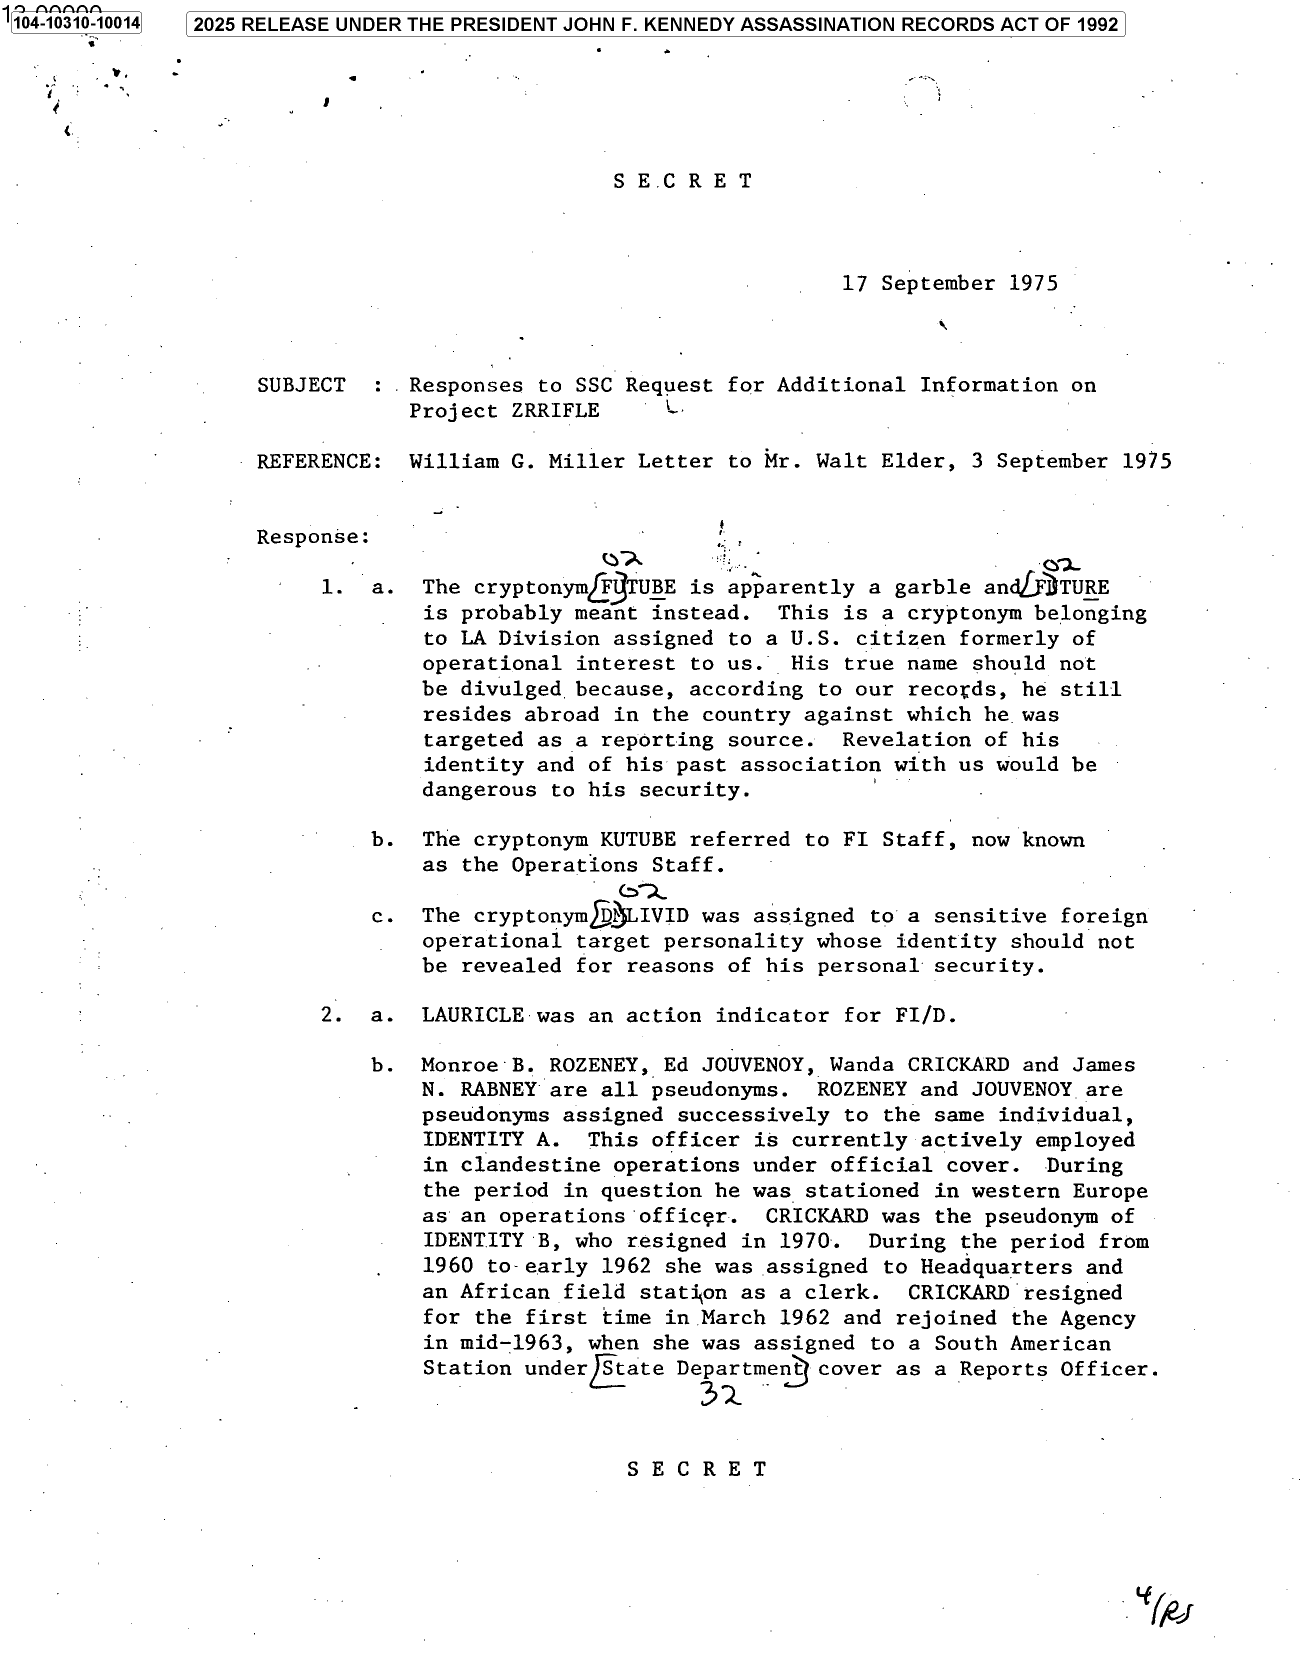 104-10310-10014
2025 RELEASE UNDER THE PRESIDENT JOHN F. KENNEDY ASSASSINATION RECORDS ACT OF 1992
S E C R E T
17 September 1975
SUBJECT : Responses to SSC Request for Additional Information on
Project ZRRIFLE
REFERENCE: William G. Miller Letter to Mr. Walt Elder, 3 September 1975
Response:
02 02
1. a. The cryptonym FUTUBE is apparently a garble and FUTURE
is probably meant instead. This is a cryptonym belonging
to LA Division assigned to a U.S. citizen formerly of
operational interest to us. His true name should not
be divulged because, according to our records, he still
resides abroad in the country against which he was
targeted as a reporting source. Revelation of his
identity and of his past association with us would be
dangerous to his security.
b. The cryptonym KUTUBE referred to FI Staff, now known
as the Operations Staff.
02
c. The cryptonym DMLIVID was assigned to a sensitive foreign
operational target personality whose identity should not
be revealed for reasons of his personal security.
2. a. LAURICLE was an action indicator for FI/D.
b. Monroe B. ROZENEY, Ed JOUVENOY, Wanda CRICKARD and James
N. RABNEY are all pseudonyms. ROZENEY and JOUVENOY are
pseudonyms assigned successively to the same individual,
IDENTITY A. This officer is currently actively employed
in clandestine operations under official cover. During
the period in question he was stationed in western Europe
as an operations officer. CRICKARD was the pseudonym of
IDENTITY B, who resigned in 1970. During the period from
1960 to early 1962 she was assigned to Headquarters and
an African field station as a clerk. CRICKARD resigned
for the first time in March 1962 and rejoined the Agency
in mid-1963, when she was assigned to a South American
Station under State Department cover as a Reports Officer.
32
S E C R E T
4/RS